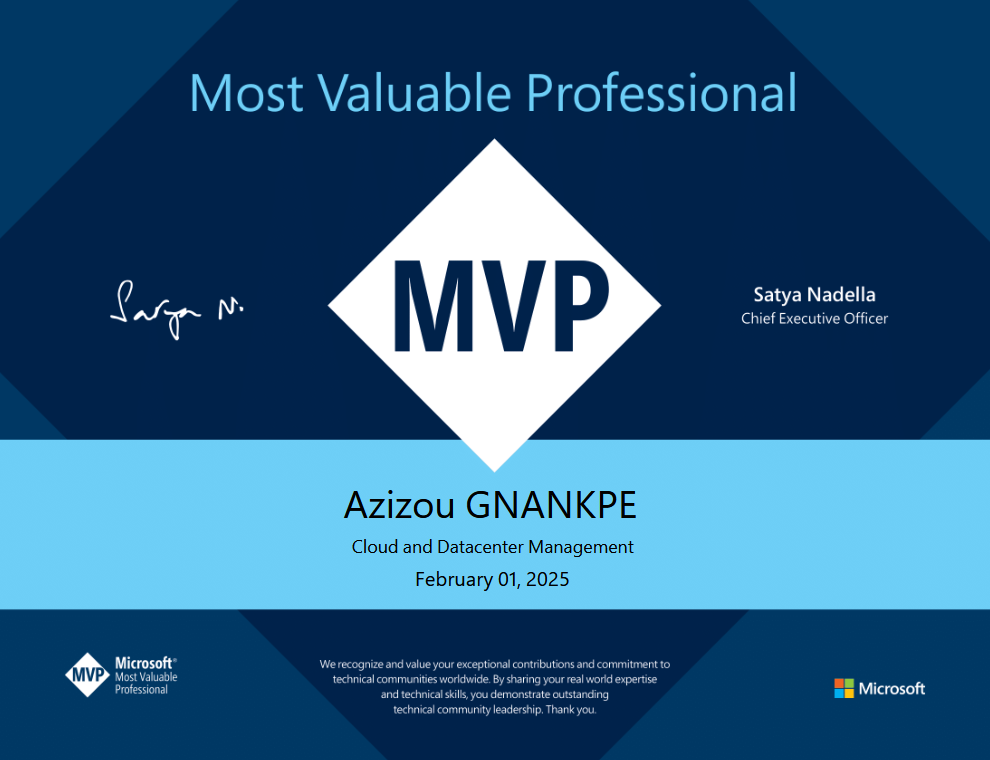 Most Valuable Professional
MVP
Satya N.
Satya Nadella
Chief Executive Officer
Azizou GNANKPE
Cloud and Datacenter Management
February 01, 2025
MVP
Microsoft®
Most Valuable
Professional
We recognize and value your exceptional contributions and commitment to
technical communities worldwide. By sharing your real world expertise
and technical skills, you demonstrate outstanding
technical community leadership. Thank you.
Microsoft